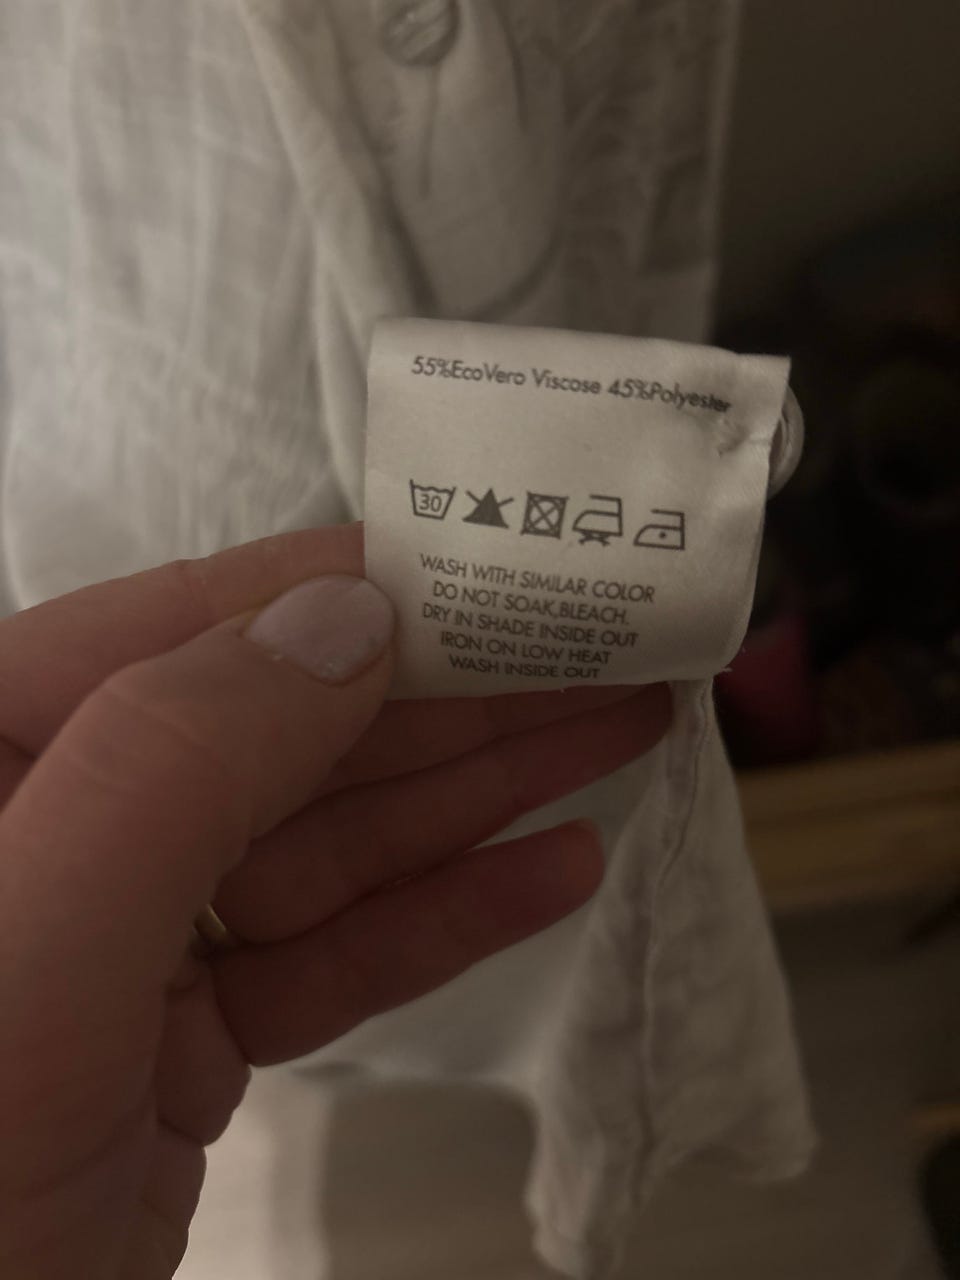 55%EcoVero Viscose 45%Polyester
30
WASH WITH SIMILAR COLOR
DO NOT SOAK,BLEACH.
DRY IN SHADE INSIDE OUT
IRON ON LOW HEAT
WASH INSIDE OUT